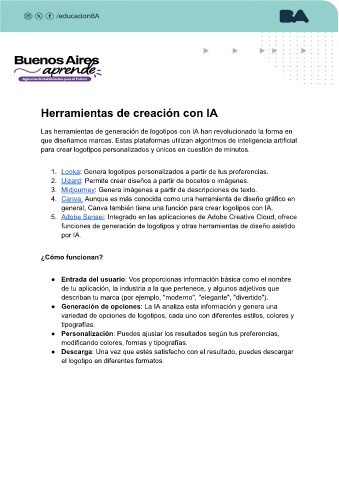 /educacionBA
BA
Buenos Aires
aprende
Agencia de Habilidades para el Futuro
Herramientas de creación con IA
Las herramientas de generación de logotipos con IA han revolucionado la forma en
que diseñamos marcas. Estas plataformas utilizan algoritmos de inteligencia artificial
para crear logotipos personalizados y únicos en cuestión de minutos.
1. Looka: Genera logotipos personalizados a partir de tus preferencias.
2. Uizard: Permite crear diseños a partir de bocetos o imágenes.
3. Midjourney: Genera imágenes a partir de descripciones de texto.
4. Canva: Aunque es más conocida como una herramienta de diseño gráfico en
general, Canva también tiene una función para crear logotipos con IA.
5. Adobe Sensei: Integrado en las aplicaciones de Adobe Creative Cloud, ofrece
funciones de generación de logotipos y otras herramientas de diseño asistido
por IA.
¿Cómo funcionan?
● Entrada del usuario: Vos proporcionas información básica como el nombre
de tu aplicación, la industria a la que pertenece, y algunos adjetivos que
describan tu marca (por ejemplo, "moderno", "elegante", "divertido").
● Generación de opciones: La IA analiza esta información y genera una
variedad de opciones de logotipos, cada uno con diferentes estilos, colores y
tipografías.
● Personalización: Puedes ajustar los resultados según tus preferencias,
modificando colores, formas y tipografías.
● Descarga: Una vez que estés satisfecho con el resultado, puedes descargar
el logotipo en diferentes formatos.